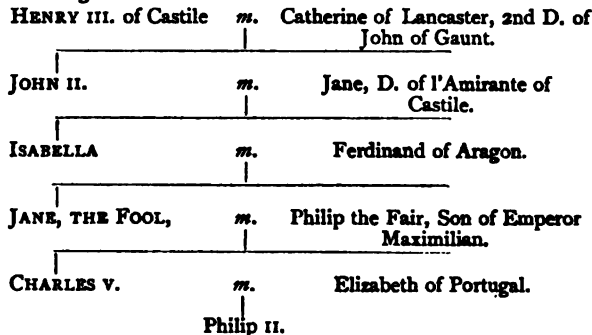 HENRY III. of Castile m. Catherine of Lancaster, 2nd D. of
John of Gaunt.
JOHN II. m. Jane, D. of l'Amirante of
Castile.
ISABELLA m. Ferdinand of Aragon.
JANE, THE FOOL, m. Philip the Fair, Son of Emperor
Maximilian.
CHARLES V. m. Elizabeth of Portugal.
Philip II.